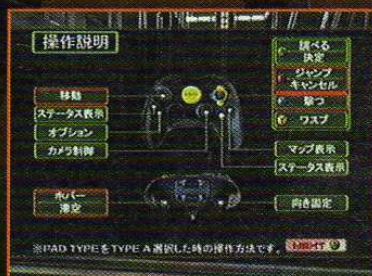 操作説明
調べる
決定
ジャンプ
キャンセル
撃つ
ワスプ
移動
ステータス表示
オプション
カメラ制御
マップ表示
ステータス表示
ホバー
滑空
向き固定
※PAD TYPEをTYPE A選択した時の操作方法です。
NEXT